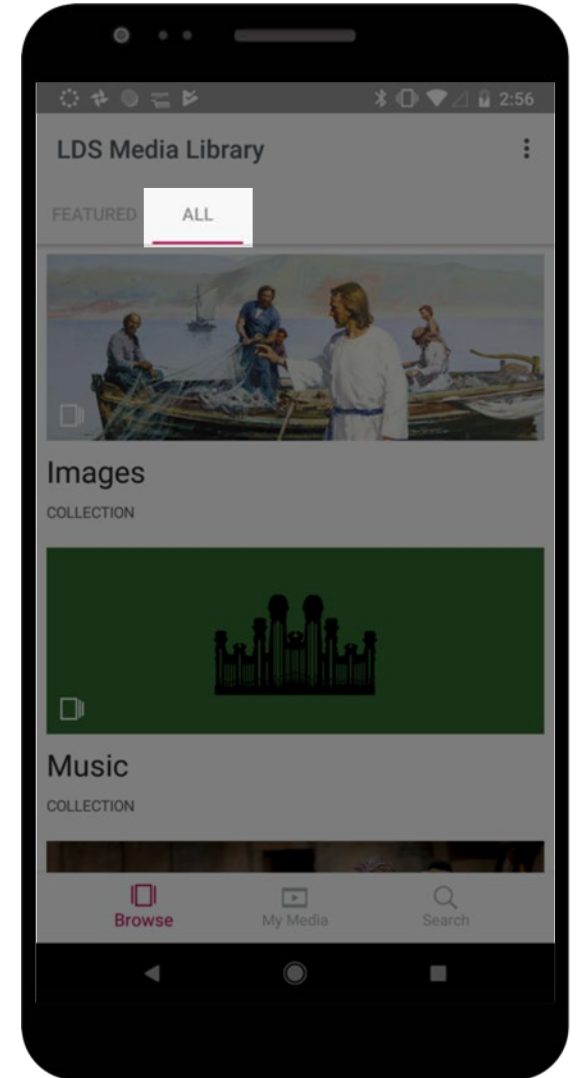 2:56
LDS Media Library
FEATURED ALL
Images
COLLECTION
Music
COLLECTION
Browse My Media Search